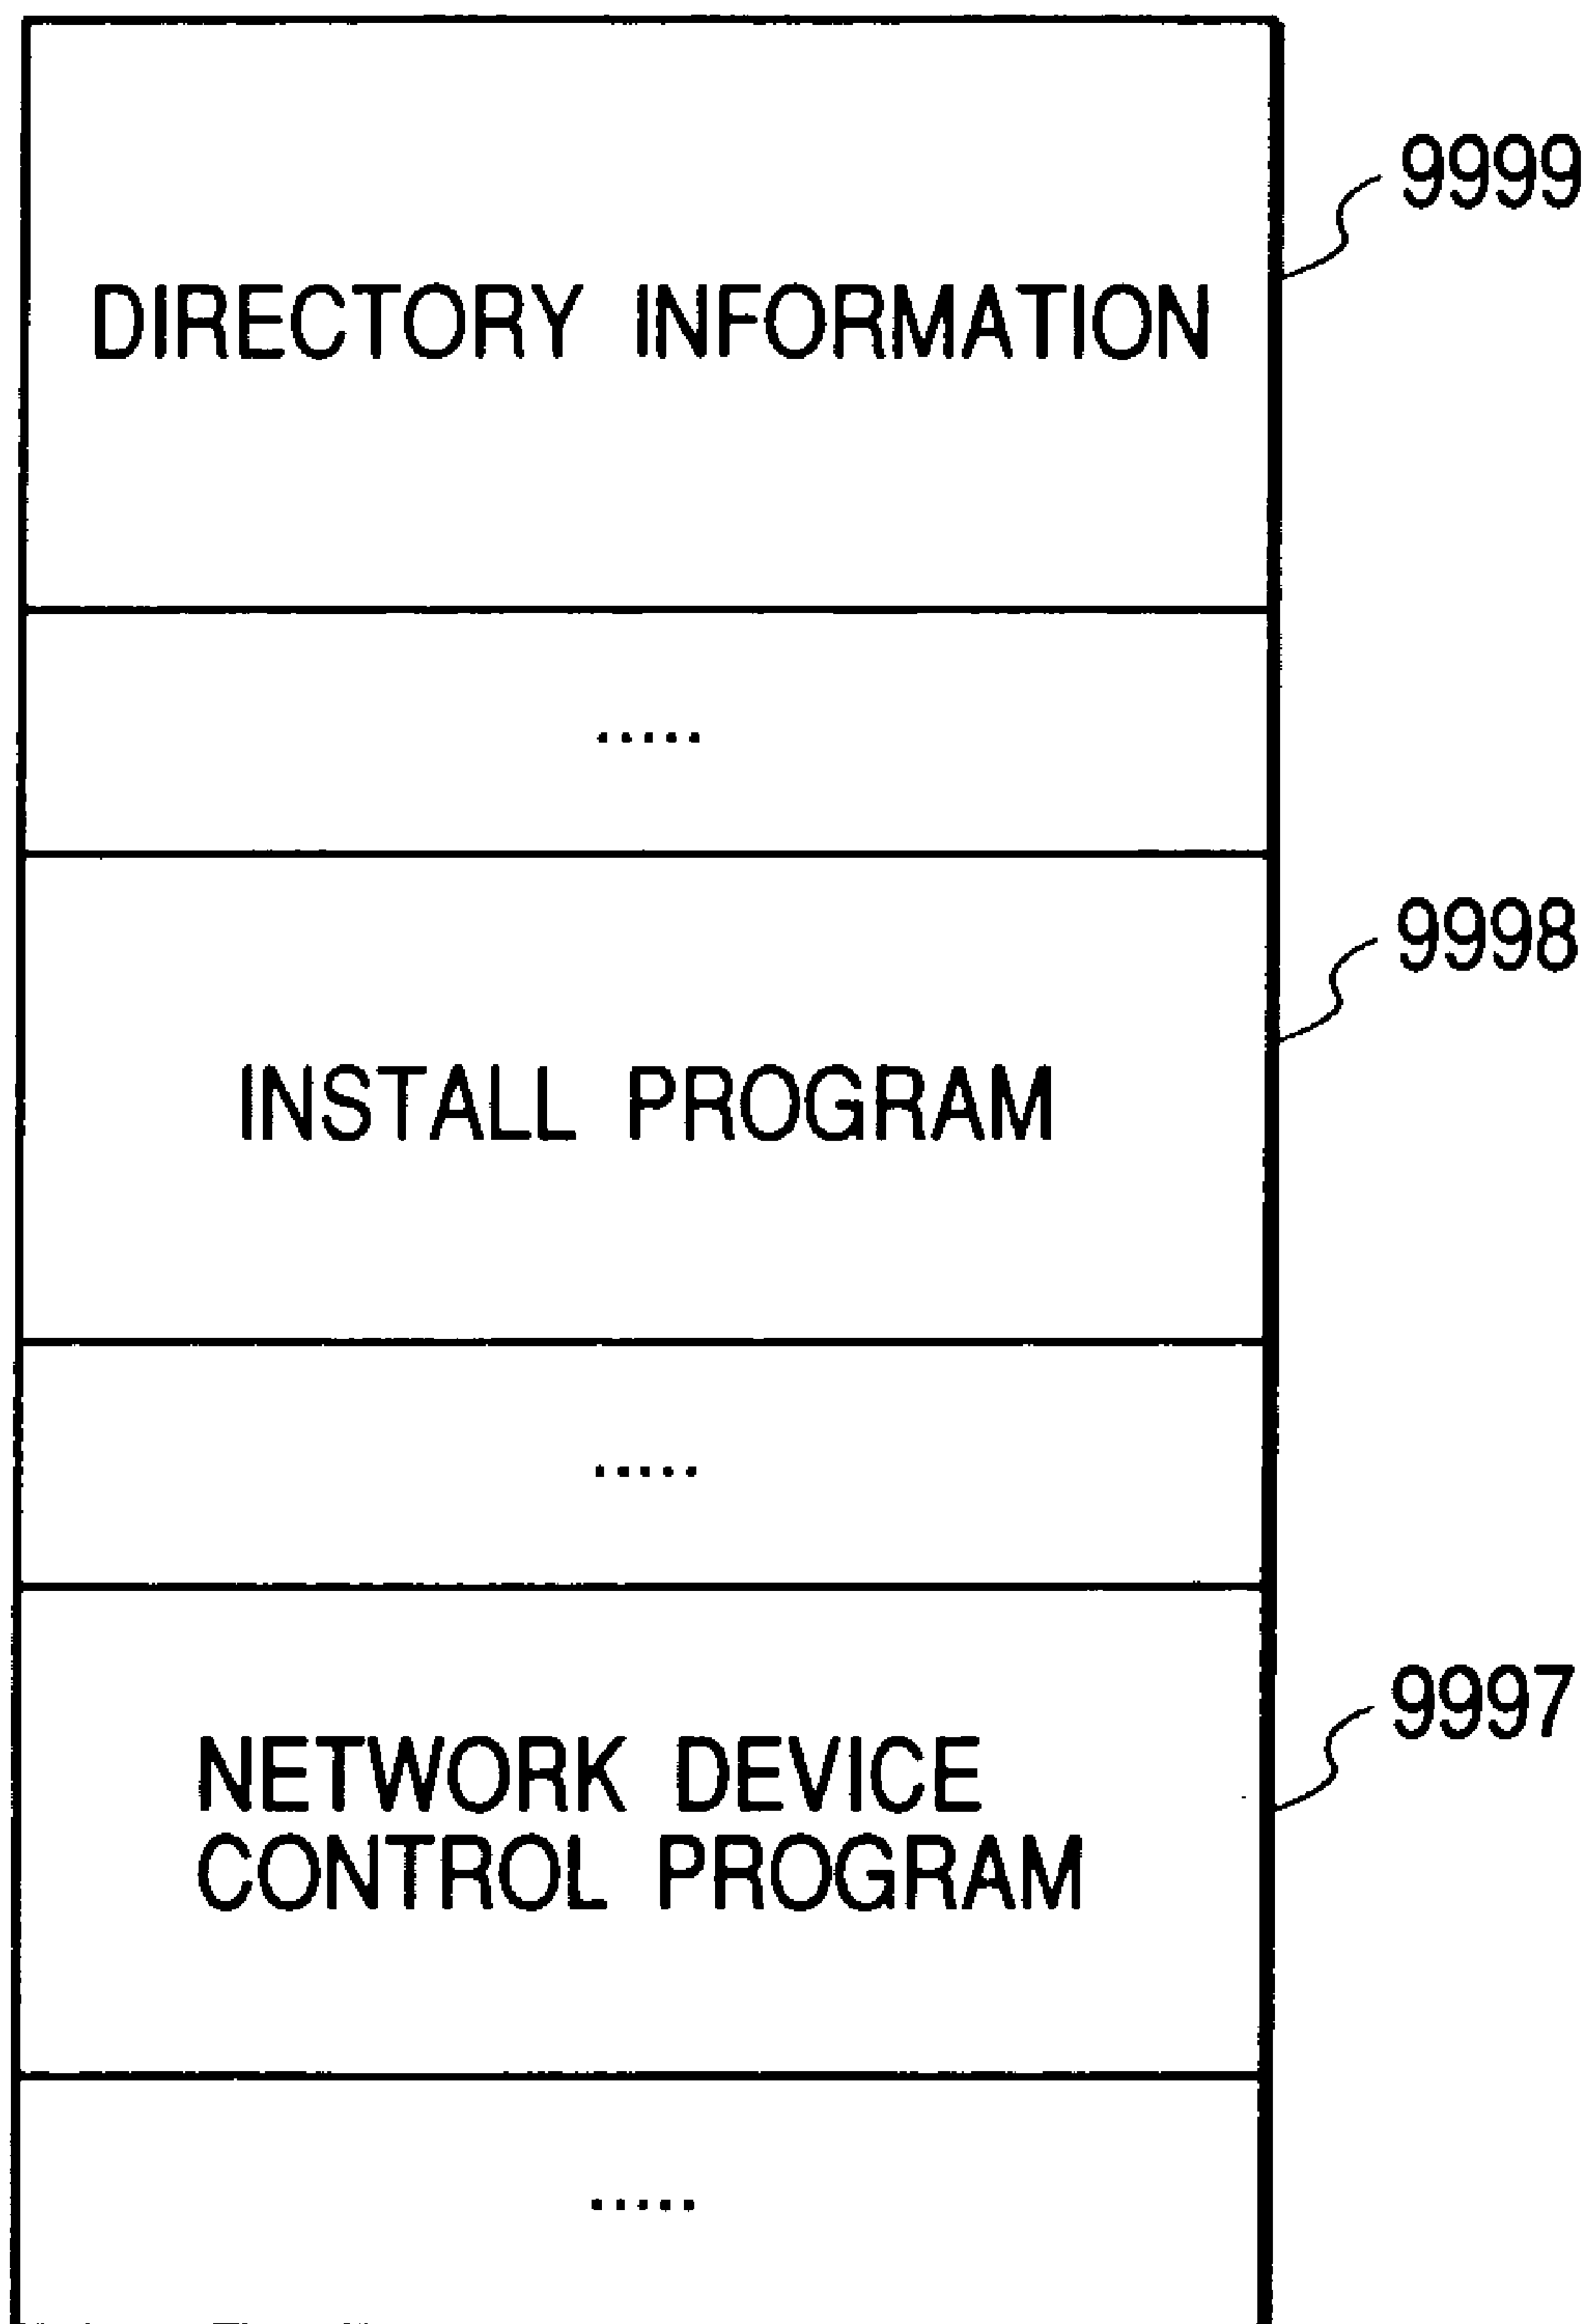 9999
DIRECTORY INFORMATION
.....
9998
INSTALL PROGRAM
.....
9997
NETWORK DEVICE
CONTROL PROGRAM
.....